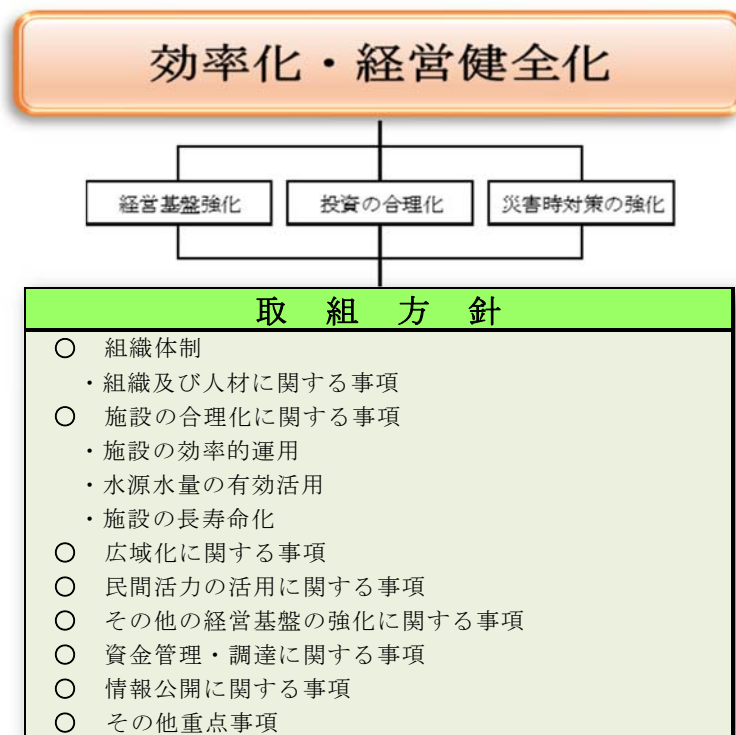 効率化・経営健全化
経営基盤強化
投資の合理化
災害時対策の強化
取 組 方 針
○ 組織体制
・組織及び人材に関する事項
○ 施設の合理化に関する事項
・施設の効率的運用
・水源水量の有効活用
・施設の長寿命化
○ 広域化に関する事項
○ 民間活力の活用に関する事項
○ その他の経営基盤の強化に関する事項
○ 資金管理・調達に関する事項
○ 情報公開に関する事項
○ その他重点事項